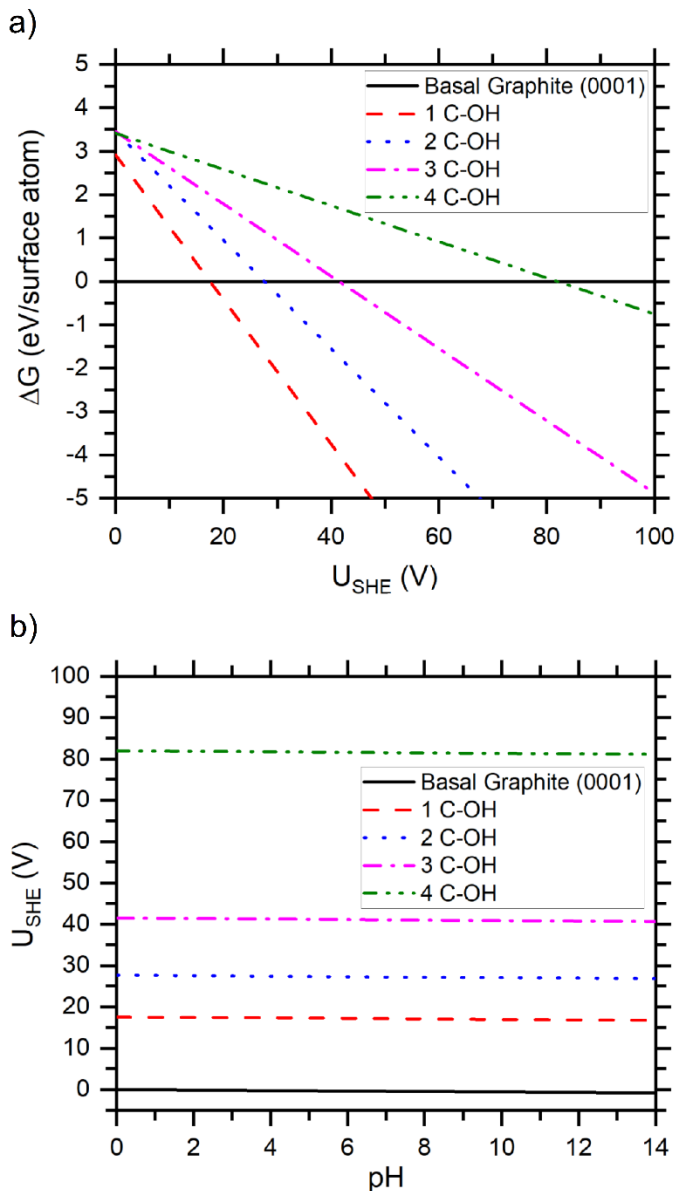 a)
ΔG (eV/surface atom)
5
4
3
2
1
0
-1
-2
-3
-4
-5
Basal Graphite (0001)
1 C-OH
2 C-OH
3 C-OH
4 C-OH
0 20 40 60 80 100
U_SHE (V)
b)
U_SHE (V)
100
90
80
70
60
50
40
30
20
10
0
Basal Graphite (0001)
1 C-OH
2 C-OH
3 C-OH
4 C-OH
0 2 4 6 8 10 12 14
pH